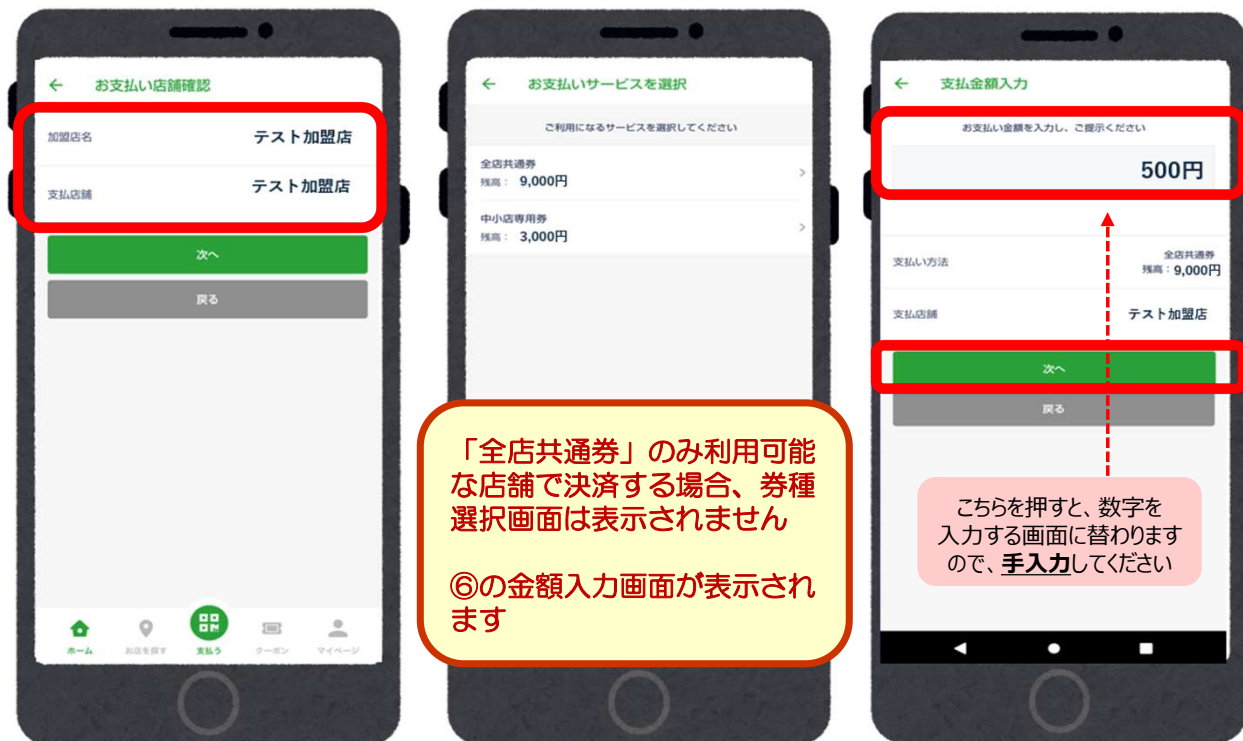 お支払い店舗確認
加盟店名 テスト加盟店
支払店舗 テスト加盟店
次へ
戻る
ホーム お店を探す 支払う クーポン マイページ
お支払いサービスを選択
ご利用になるサービスを選択してください
全店共通券
残高： 9,000円
中小店専用券
残高： 3,000円
「全店共通券」のみ利用可能
な店舗で決済する場合、券種
選択画面は表示されません
⑥の金額入力画面が表示され
ます
支払金額入力
お支払い金額を入力し、ご提示ください
500円
支払い方法 全店共通券
残高：9,000円
支払店舗 テスト加盟店
次へ
戻る
こちらを押すと、数字を
入力する画面に替わります
ので、手入力してください